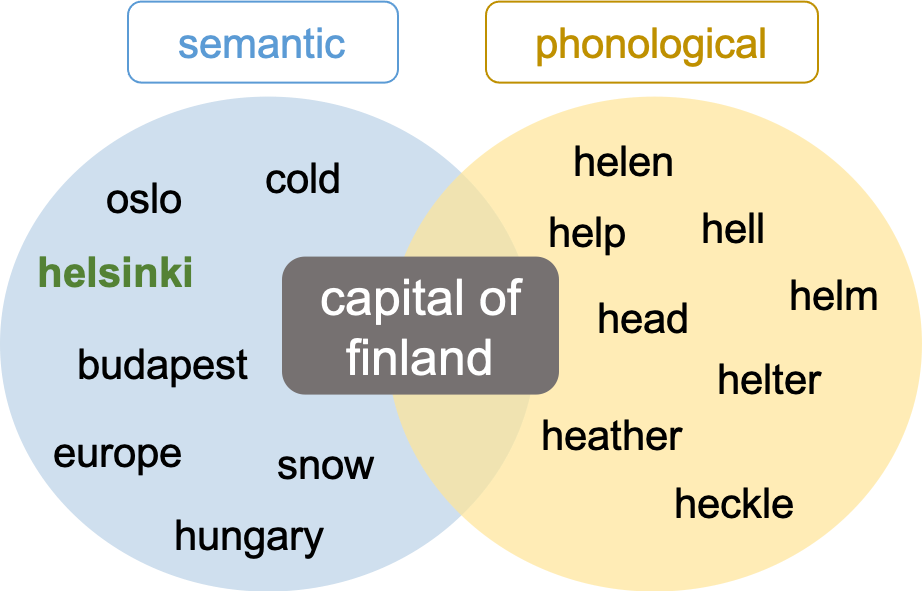 semantic
phonological
cold
oslo
helsinki
budapest
europe
snow
hungary
capital of
finland
helen
help
hell
helm
head
helter
heather
heckle